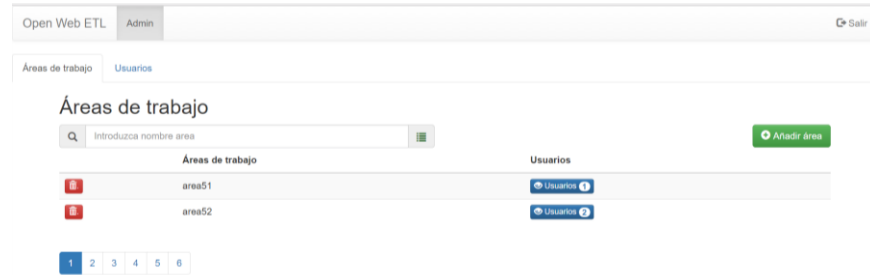 Open Web ETL Admin Salir
Áreas de trabajo Usuarios
Áreas de trabajo
Introduzca nombre area Añadir área
Áreas de trabajo Usuarios
area51 Usuarios 1
area52 Usuarios 2
1 2 3 4 5 6